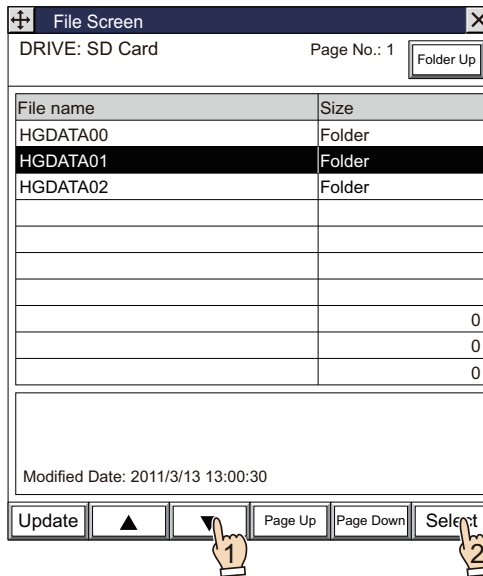 File Screen
DRIVE: SD Card Page No.: 1 Folder Up
File name Size
HGDATA00 Folder
HGDATA01 Folder
HGDATA02 Folder
0
0
0
Modified Date: 2011/3/13 13:00:30
Update ▲ ▼ Page Up Page Down Select
1 2